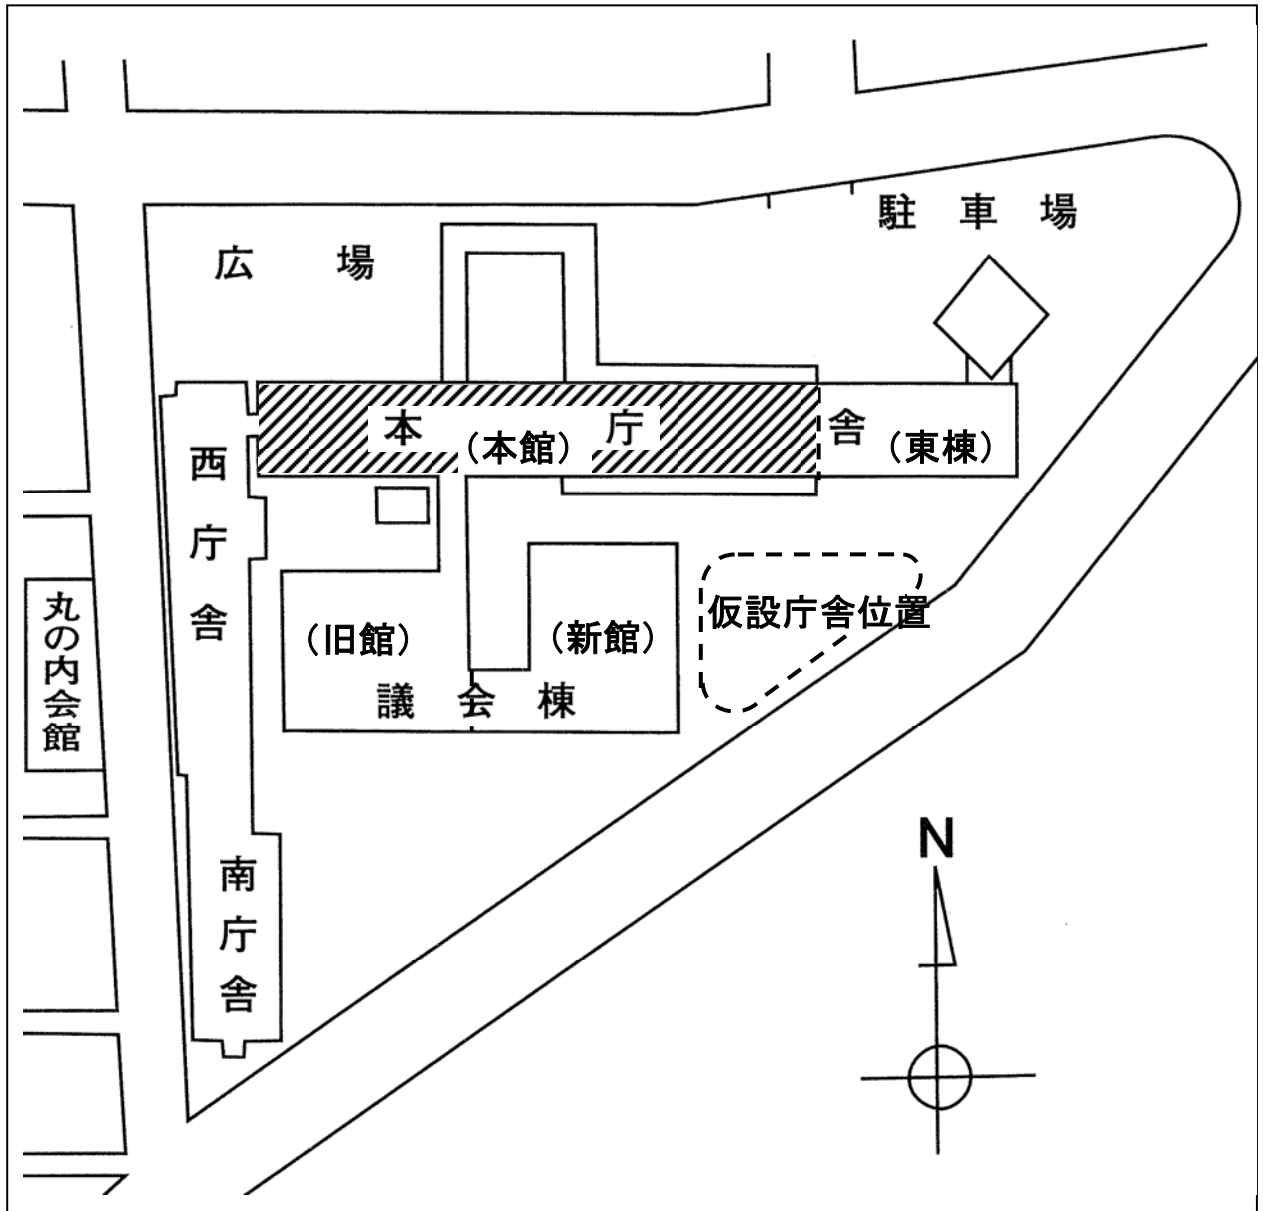 駐車場
広場
本庁舎
（本館）
（東棟）
西庁舎
丸の内会館
仮設庁舎位置
（旧館）
（新館）
議会棟
南庁舎
N